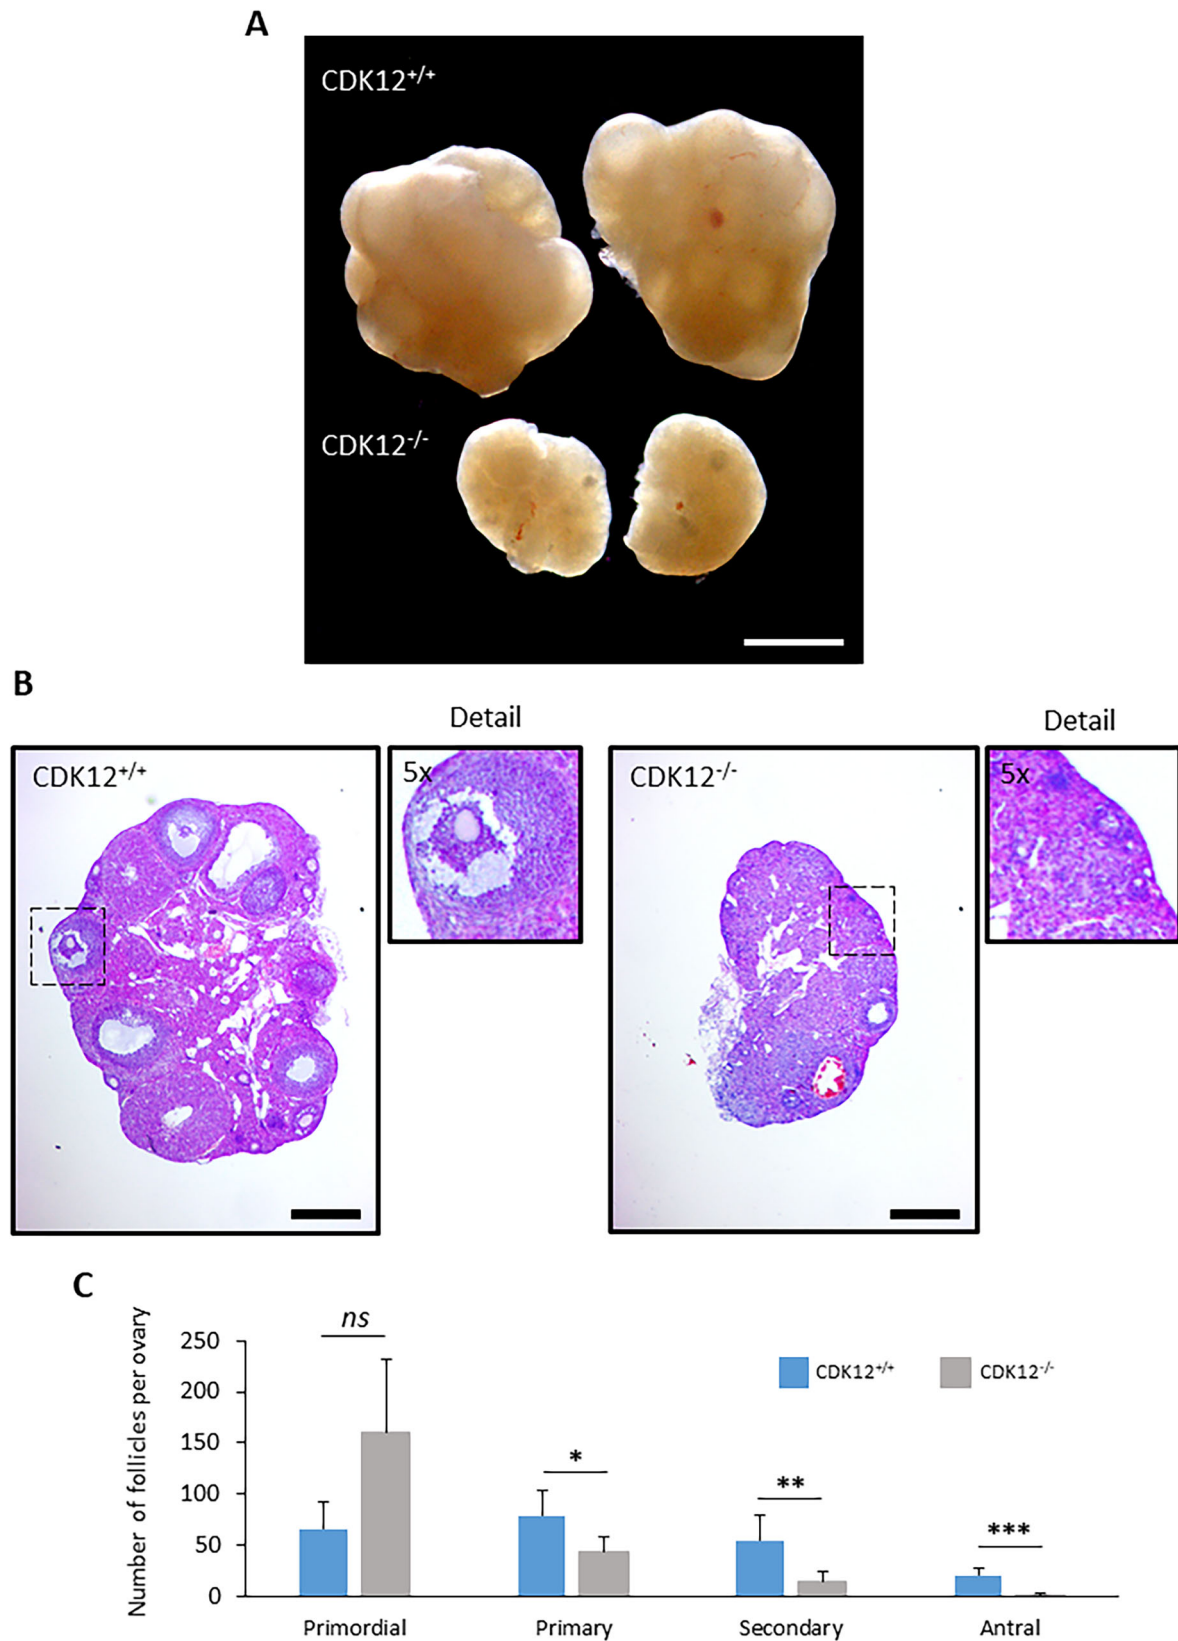 A
CDK12+/+
CDK12-/-
B
Detail
Detail
CDK12+/+
5x
CDK12-/-
5x
C
Number of follicles per ovary
250
200
150
100
50
0
ns
*
**
***
CDK12+/+
CDK12-/-
Primordial
Primary
Secondary
Antral